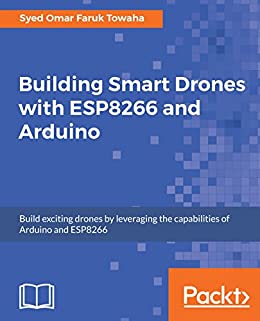 Syed Omar Faruk Towaha
Building Smart Drones
with ESP8266 and
Arduino
Build exciting drones by leveraging the capabilities of
Arduino and ESP8266
Packt>